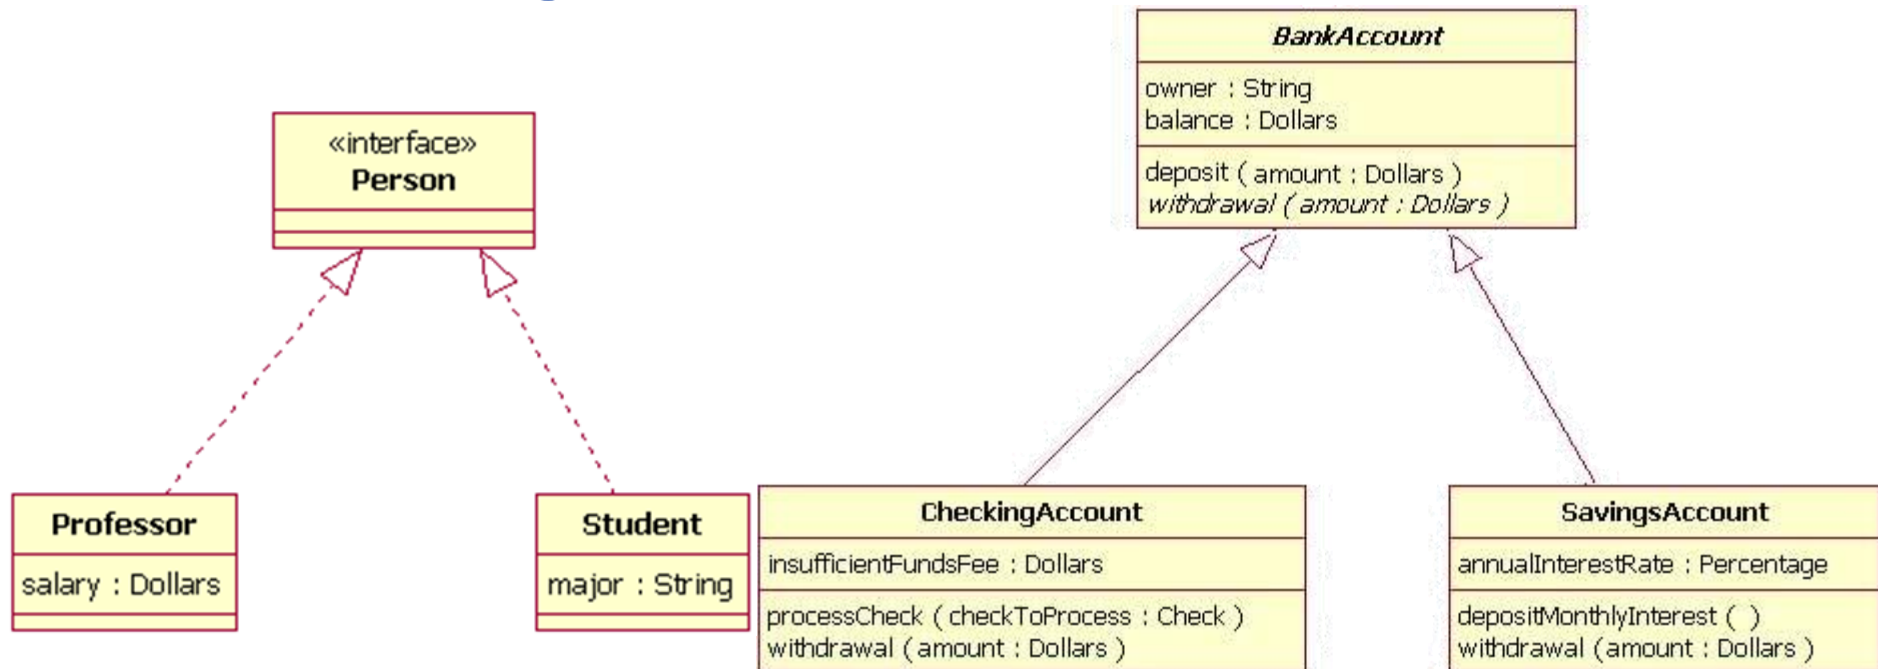 «interface»
Person
Professor
salary : Dollars
Student
major : String
BankAccount
owner : String
balance : Dollars
deposit ( amount : Dollars )
withdrawal ( amount : Dollars )
CheckingAccount
insufficientFundsFee : Dollars
processCheck ( checkToProcess : Check )
withdrawal ( amount : Dollars )
SavingsAccount
annualInterestRate : Percentage
depositMonthlyInterest ( )
withdrawal ( amount : Dollars )